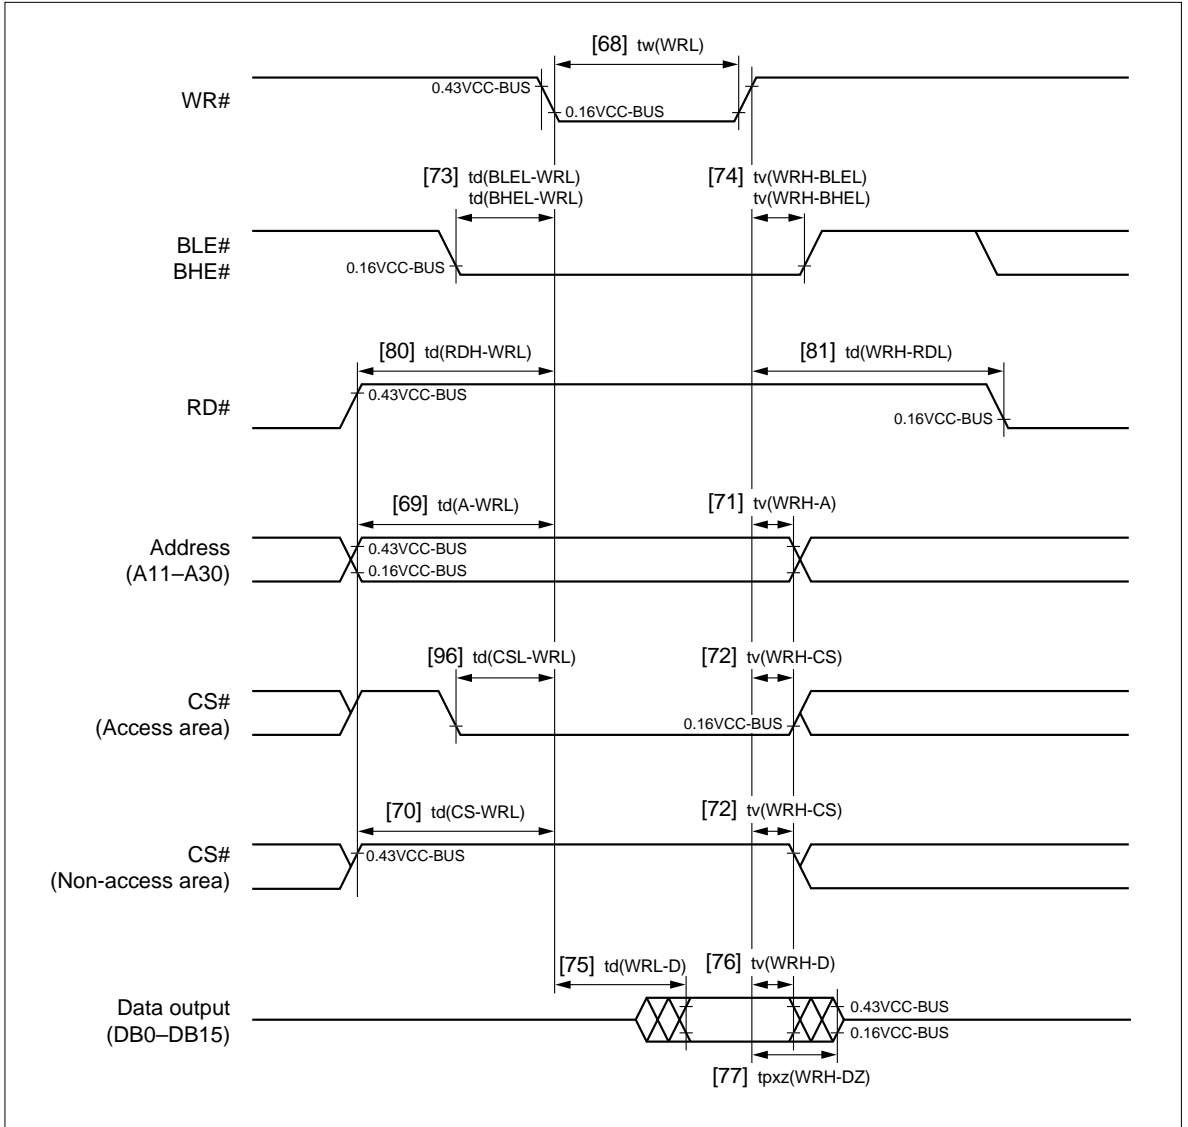 [68] tw(WRL)
0.43VCC-BUS
WR#
0.16VCC-BUS
[73] td(BLEL-WRL)
td(BHEL-WRL)
[74] tv(WRH-BLEL)
tv(WRH-BHEL)
BLE#
BHE#
0.16VCC-BUS
[80] td(RDH-WRL)
[81] td(WRH-RDL)
0.43VCC-BUS
RD#
0.16VCC-BUS
[69] td(A-WRL)
[71] tv(WRH-A)
Address
(A11–A30)
0.43VCC-BUS
0.16VCC-BUS
[96] td(CSL-WRL)
[72] tv(WRH-CS)
CS#
(Access area)
0.16VCC-BUS
[70] td(CS-WRL)
[72] tv(WRH-CS)
CS#
(Non-access area)
0.43VCC-BUS
[75] td(WRL-D)
[76] tv(WRH-D)
Data output
(DB0–DB15)
0.43VCC-BUS
0.16VCC-BUS
[77] tpxz(WRH-DZ)